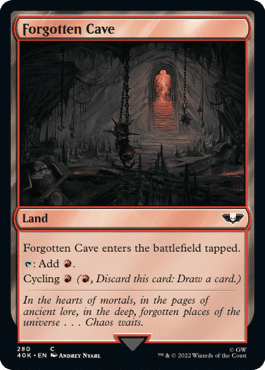 Forgotten Cave
Land
Forgotten Cave enters the battlefield tapped.
: Add .
Cycling  (, Discard this card: Draw a card.)
In the hearts of mortals, in the pages of
ancient lore, in the deep, forgotten places of the
universe . . . Chaos waits.
280 C
40K • EN Andrey Nyarl
© GW
™ & © 2022 Wizards of the Coast